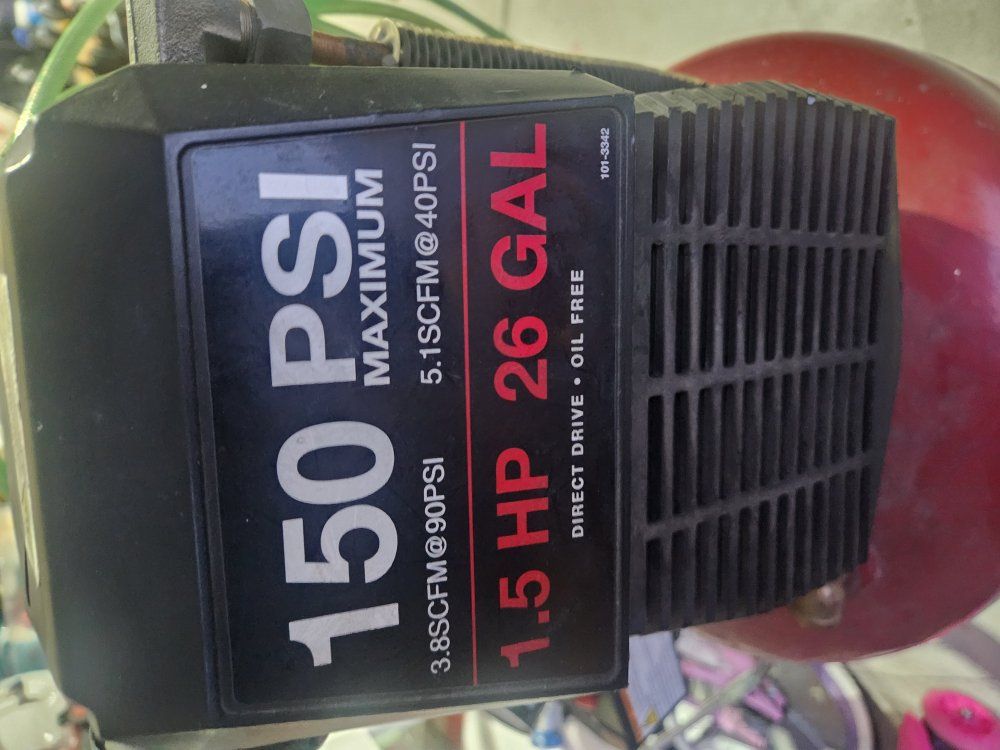 150 PSI
MAXIMUM
3.8SCFM@90PSI 5.1SCFM@40PSI
1.5 HP 26 GAL
DIRECT DRIVE • OIL FREE
101-3342